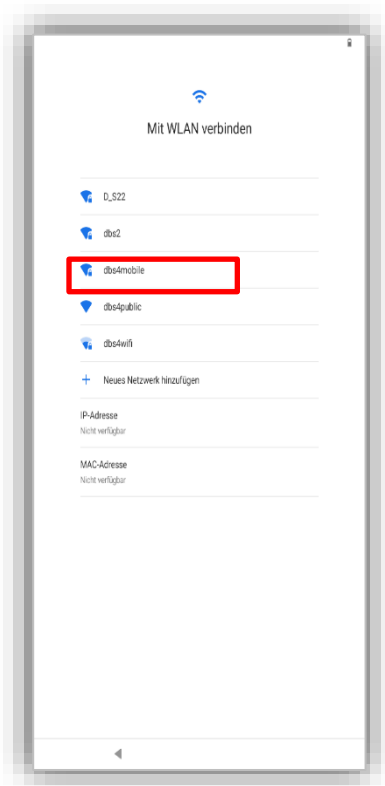 Mit WLAN verbinden
D_S22
dbs2
dbs4mobile
dbs4public
dbs4wifi
Neues Netzwerk hinzufügen
IP-Adresse
Nicht verfügbar
MAC-Adresse
Nicht verfügbar